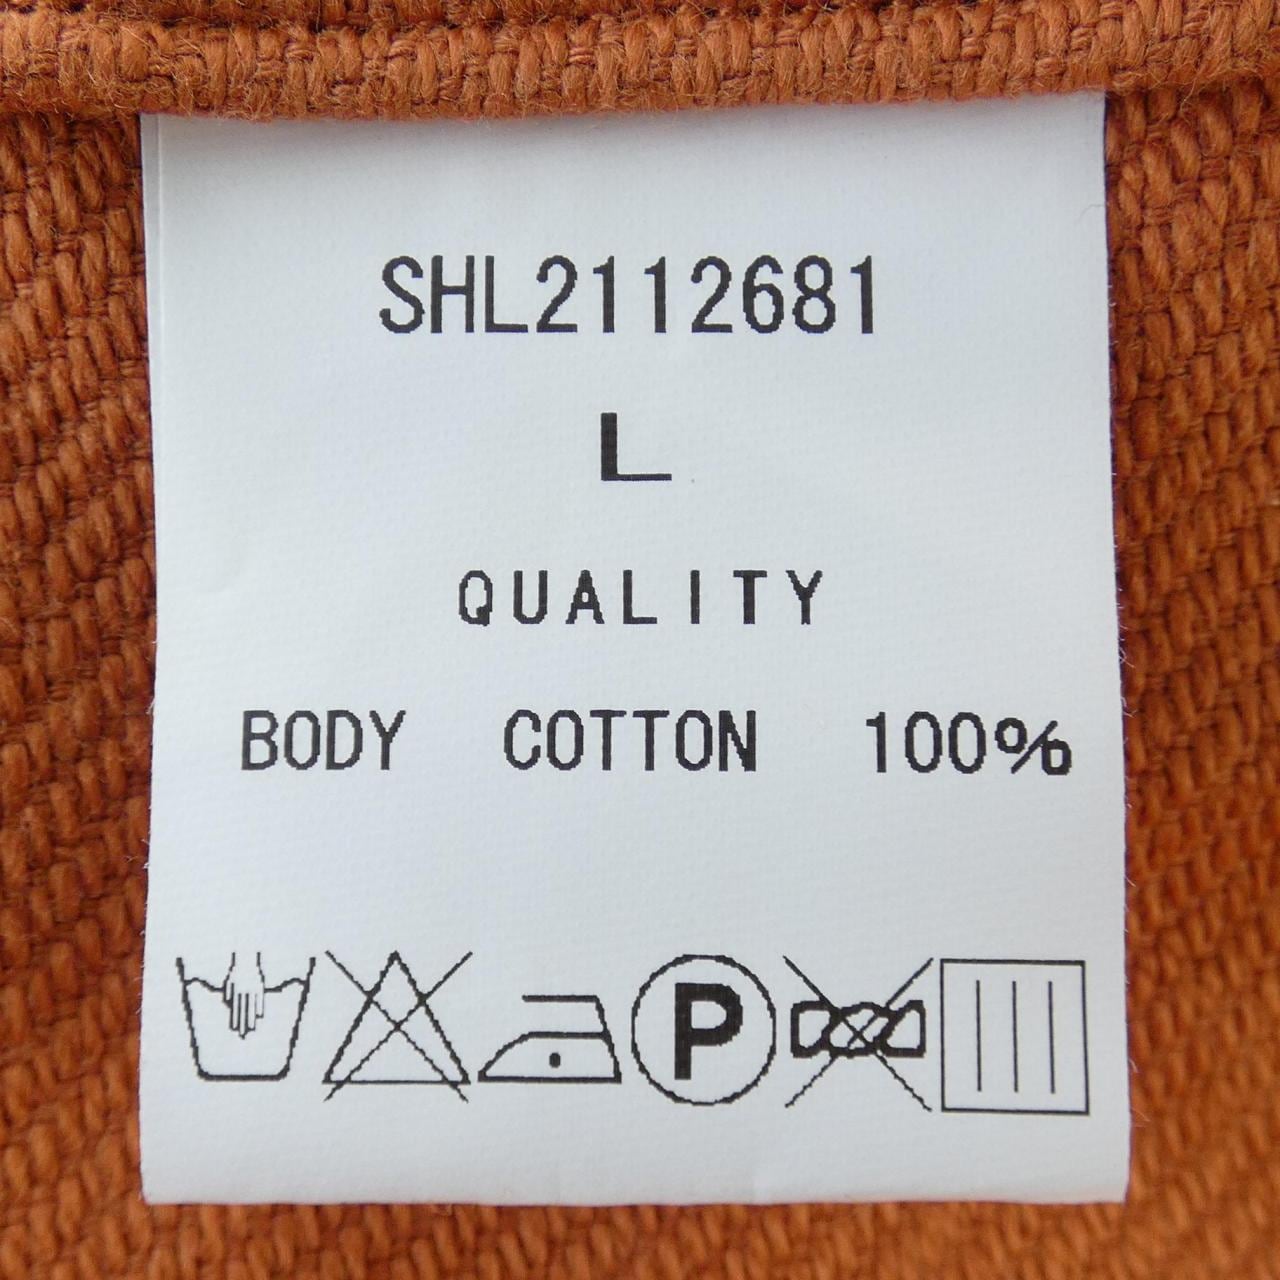 SHL2112681
L
QUALITY
BODY COTTON 100%
P